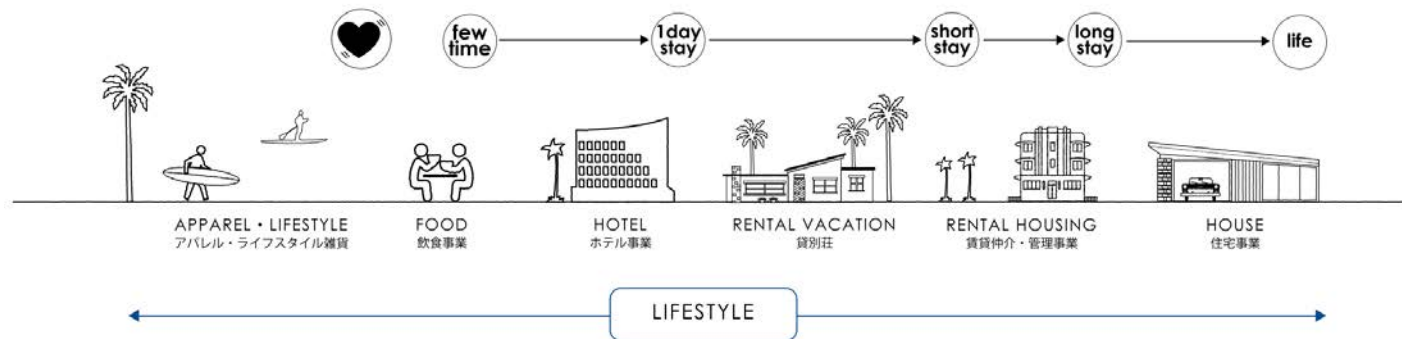 few
time
1day
stay
short
stay
long
stay
life
APPAREL・LIFESTYLE
アパレル・ライフスタイル雑貨
FOOD
飲食事業
HOTEL
ホテル事業
RENTAL VACATION
貸別荘
RENTAL HOUSING
賃貸仲介・管理事業
HOUSE
住宅事業
LIFESTYLE